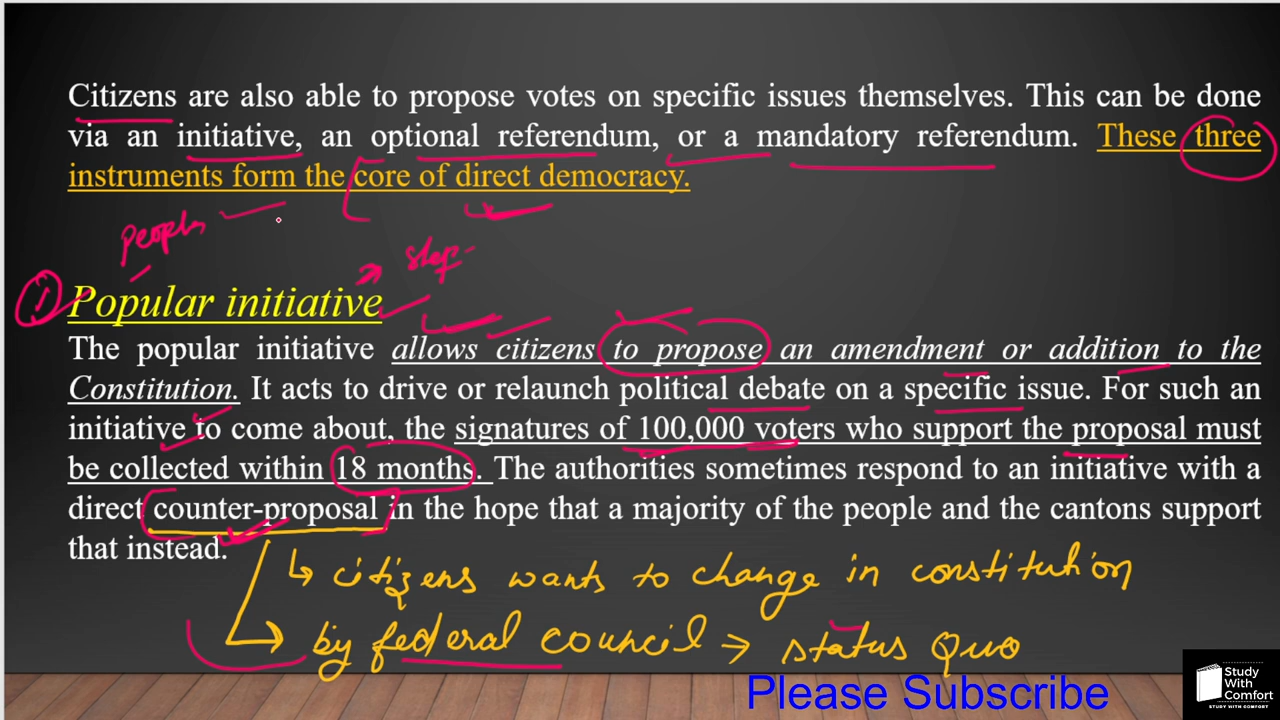 Citizens are also able to propose votes on specific issues themselves. This can be done
via an initiative, an optional referendum, or a mandatory referendum. These three
instruments form the core of direct democracy.
People
step
1
Popular initiative
The popular initiative allows citizens to propose an amendment or addition to the
Constitution. It acts to drive or relaunch political debate on a specific issue. For such an
initiative to come about, the signatures of 100,000 voters who support the proposal must
be collected within 18 months. The authorities sometimes respond to an initiative with a
direct counter-proposal in the hope that a majority of the people and the cantons support
that instead.
↳ citizens wants to change in constitution
→ by federal council → status quo
Please Subscribe
Study
With
Comfort
STUDY WITH COMFORT